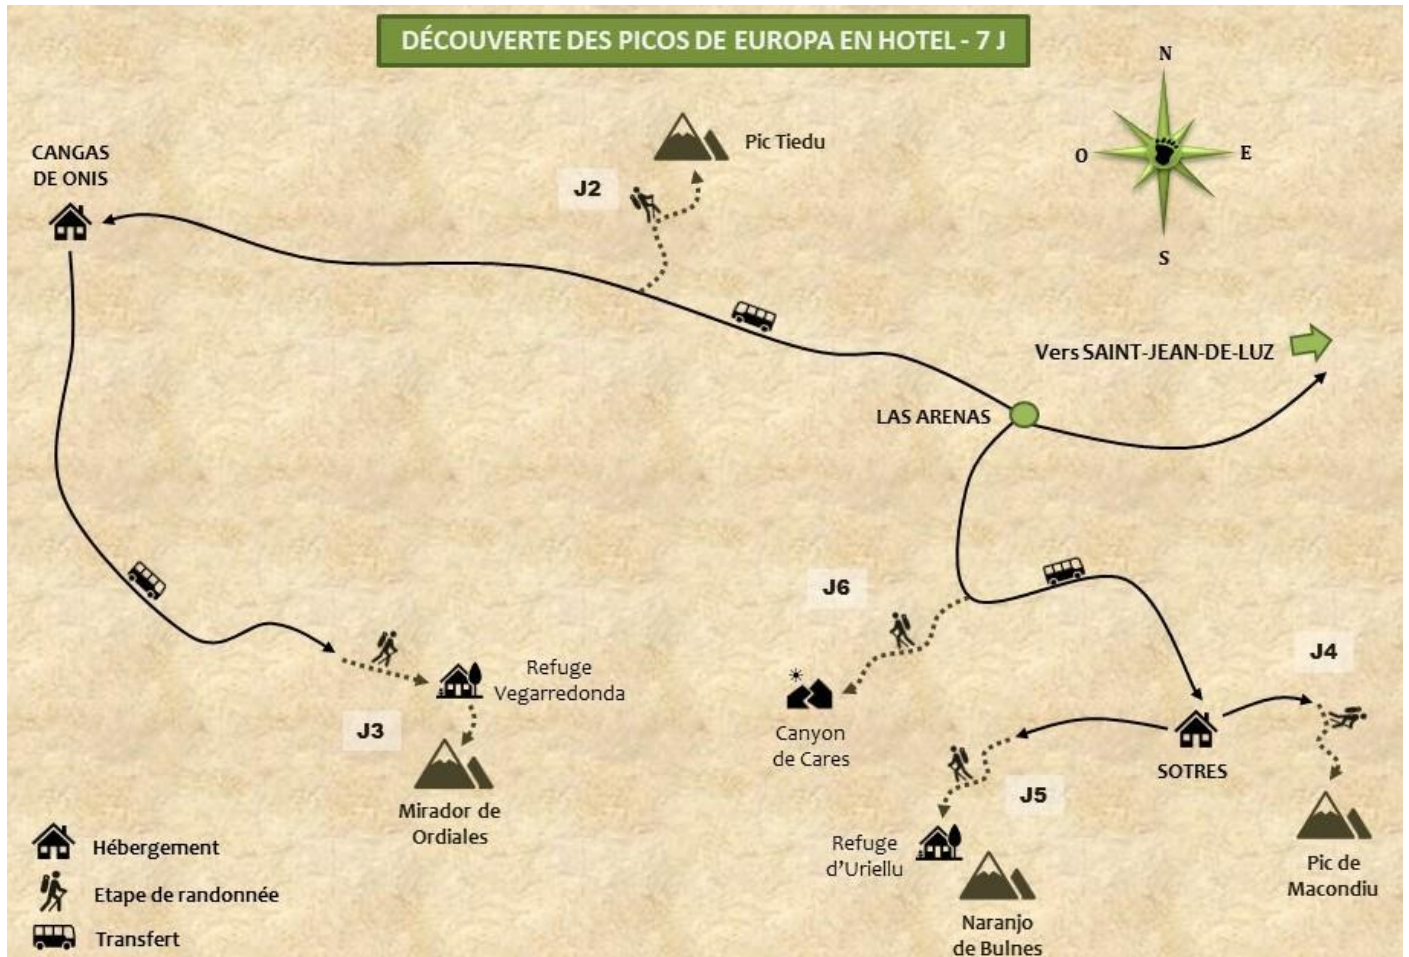 DÉCOUVERTE DES PICOS DE EUROPA EN HOTEL - 7 J
N
O
E
S
CANGAS
DE ONIS
J2
Pic Tiedu
Vers SAINT-JEAN-DE-LUZ
LAS ARENAS
J6
J4
Refuge
Vegarredonda
J3
Canyon
de Cares
SOTRES
J5
Mirador de
Ordiales
Refuge
d'Uriellu
Pic de
Macondiu
Naranjo
de Bulnes
Hébergement
Etape de randonnée
Transfert